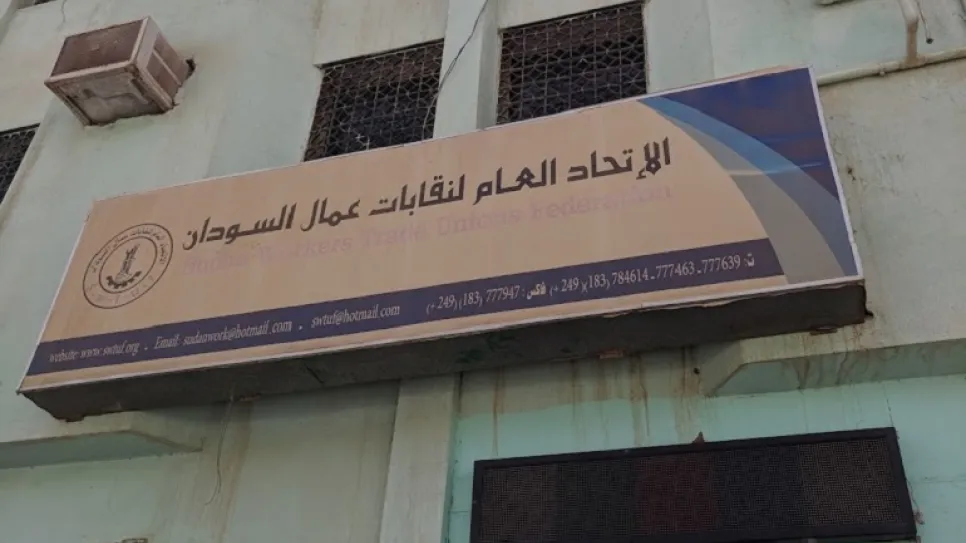 الإتحاد العام لنقابات عمال السودان
Sudan Workers Trade Unions Federation
website: www.swtuf.org . Email: sudanwork@hotmail.com . swtuf@hotmail.com (+249)(183) 777947 : فاكس (+249)(183) 784614 - 777463 - 777639 : ت